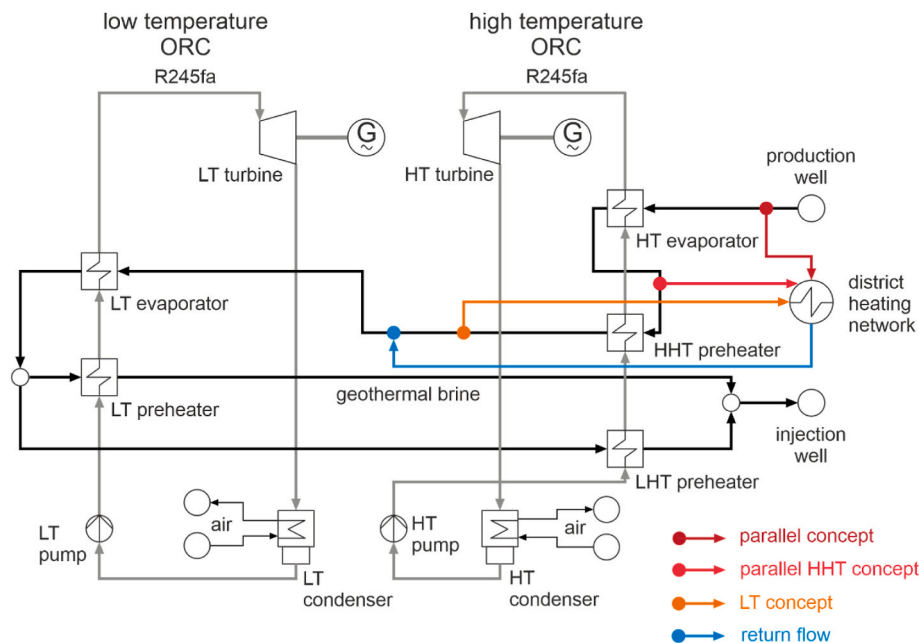 low temperature
ORC
R245fa
high temperature
ORC
R245fa
G
~
LT turbine
G
~
HT turbine
production
well
HT evaporator
LT evaporator
district
heating
network
HHT preheater
LT preheater
geothermal brine
injection
well
LHT preheater
LT
pump
air
LT
condenser
HT
pump
air
HT
condenser
parallel concept
parallel HHT concept
LT concept
return flow